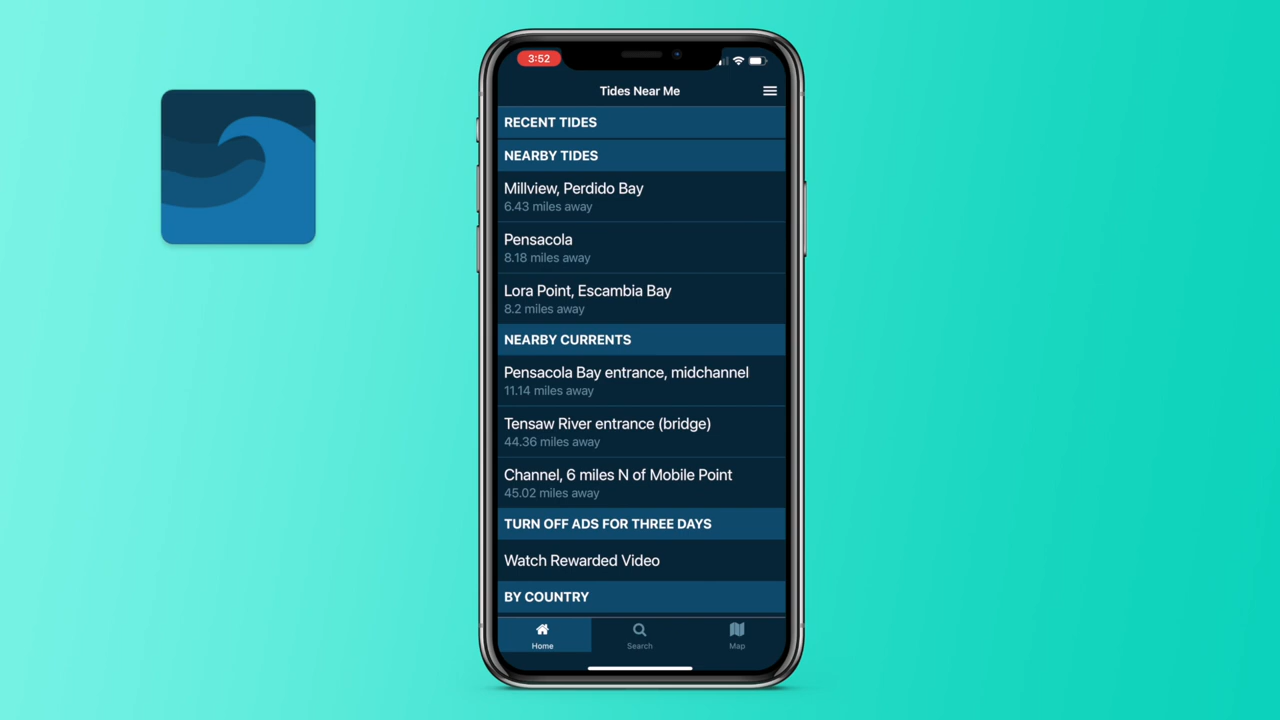 3:52
Tides Near Me
RECENT TIDES
NEARBY TIDES
Millview, Perdido Bay
6.43 miles away
Pensacola
8.18 miles away
Lora Point, Escambia Bay
8.2 miles away
NEARBY CURRENTS
Pensacola Bay entrance, midchannel
11.14 miles away
Tensaw River entrance (bridge)
44.36 miles away
Channel, 6 miles N of Mobile Point
45.02 miles away
TURN OFF ADS FOR THREE DAYS
Watch Rewarded Video
BY COUNTRY
Home Search Map